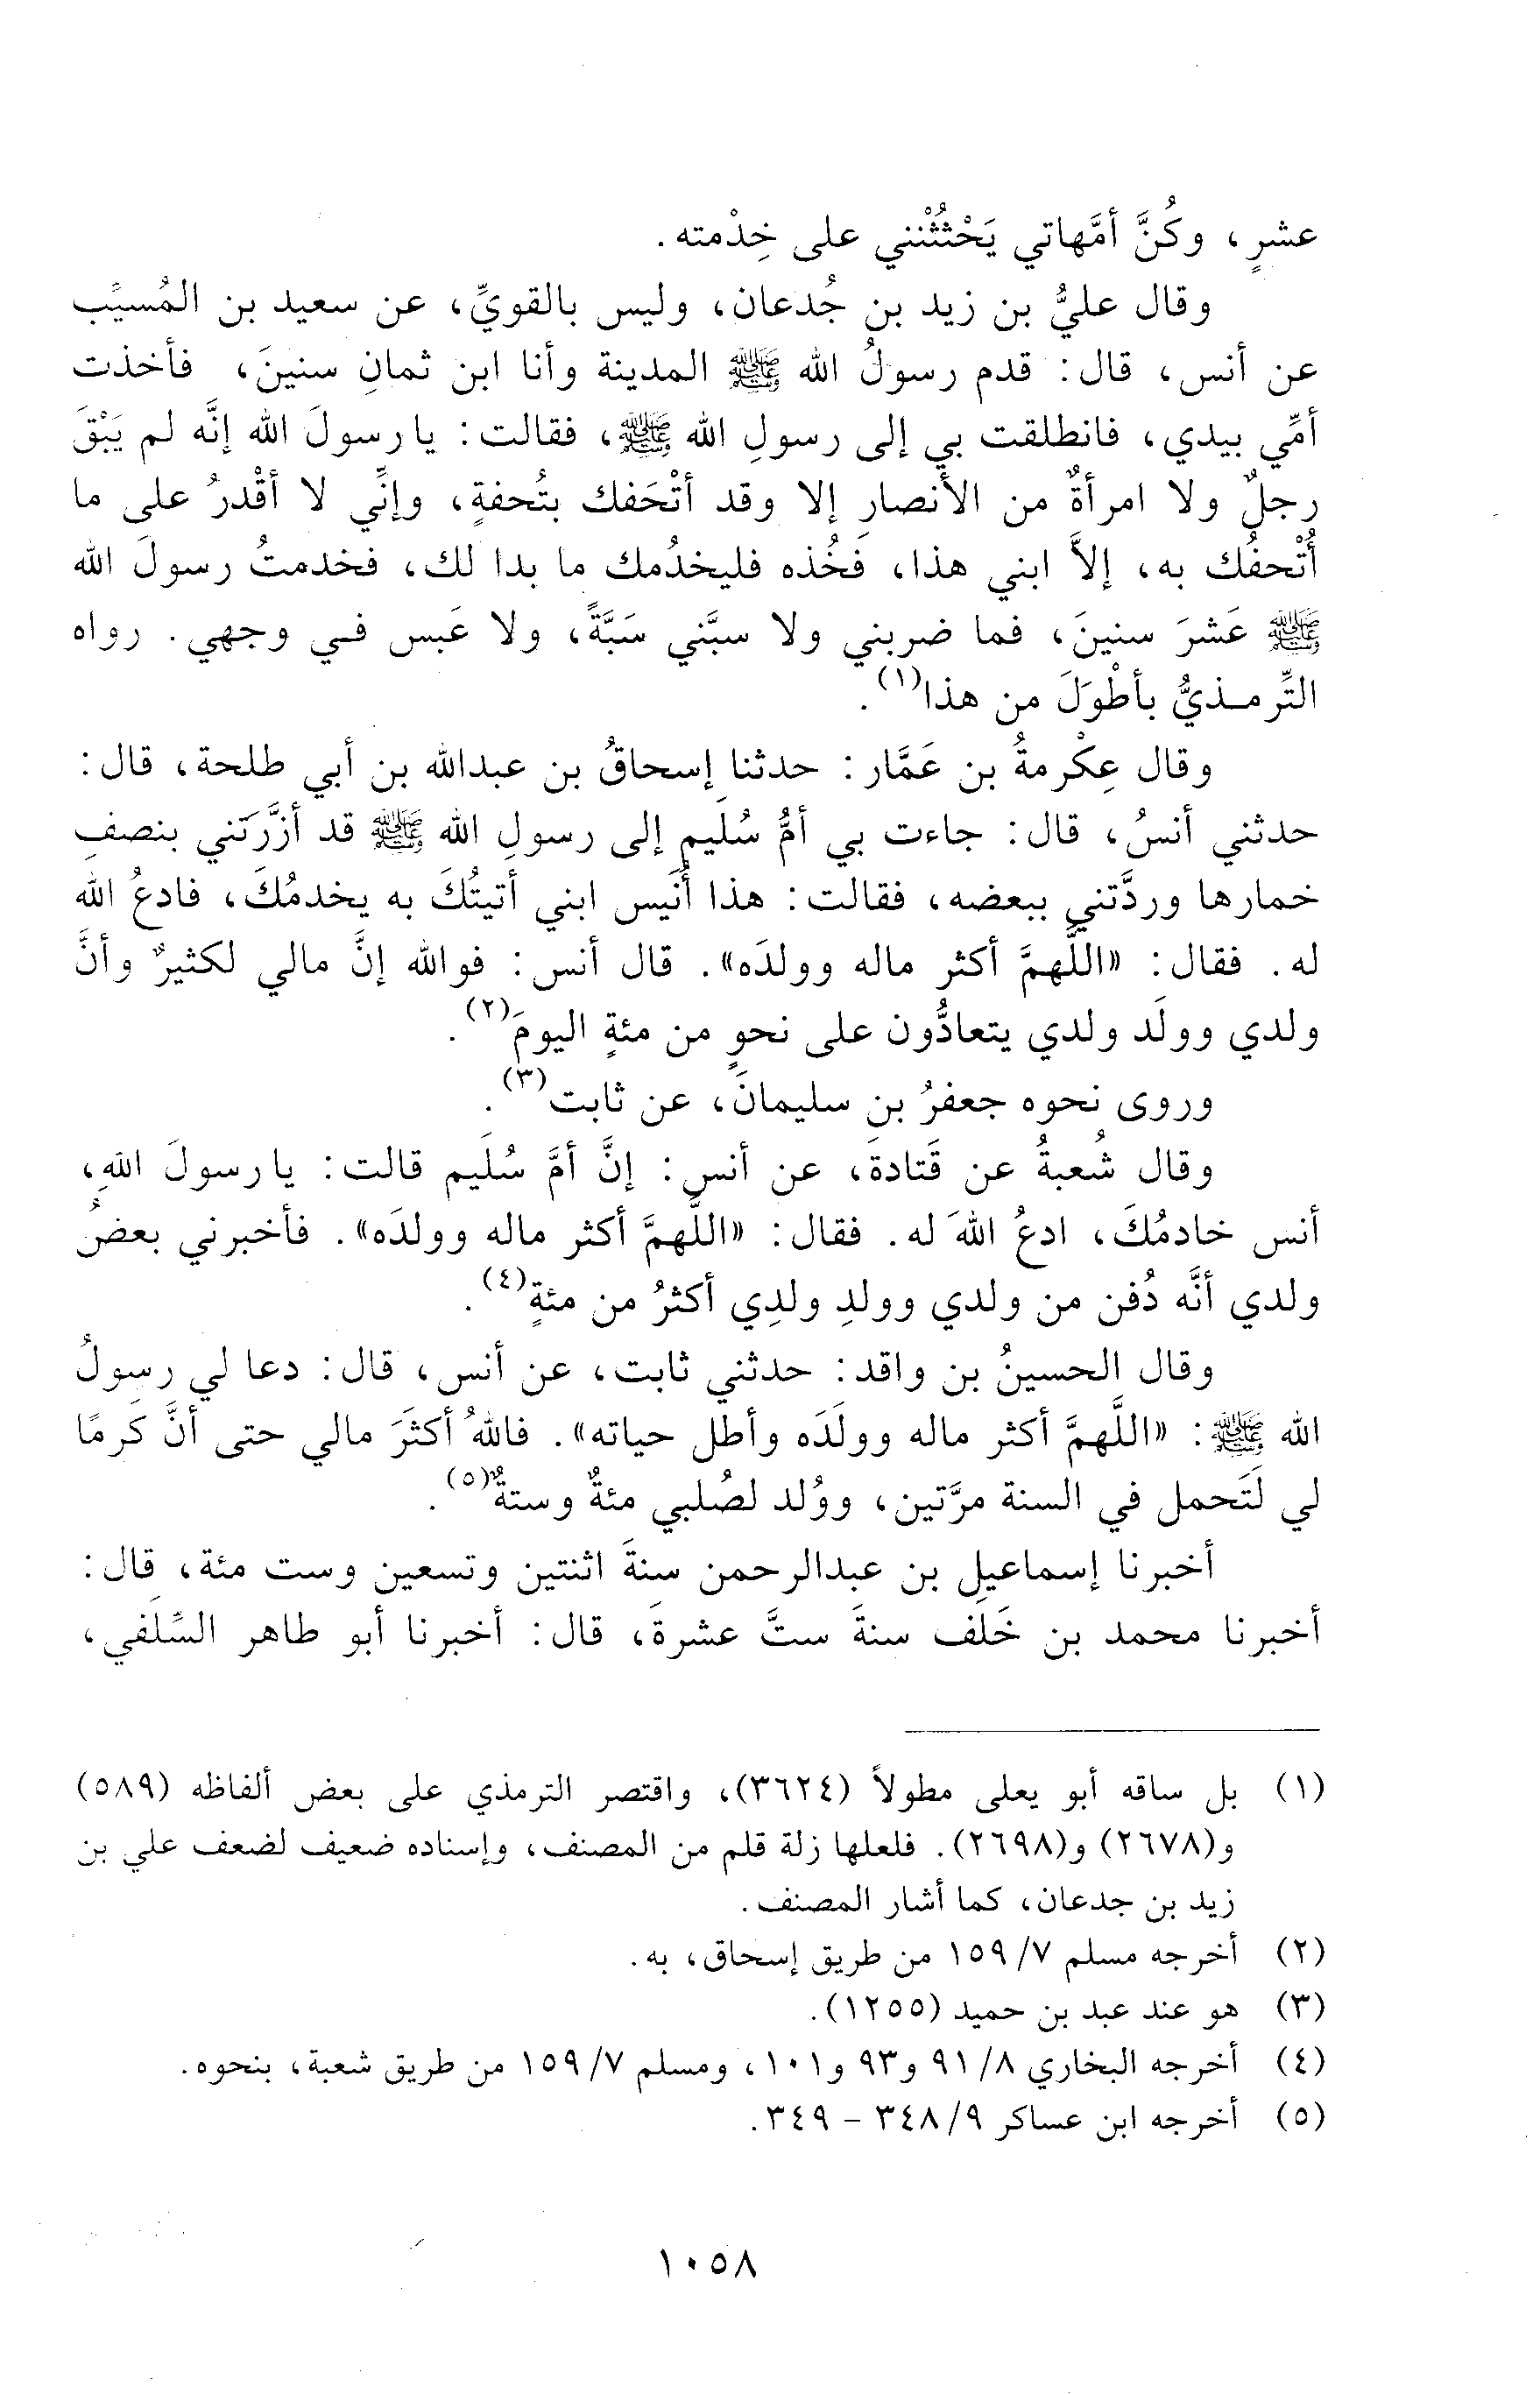 عشرٍ، وكُنَّ أمَّهاتي يَحْثُثْنني على خِدْمته.
وقال عليُّ بن زيد بن جُدعان، وليس بالقويِّ، عن سعيد بن المُسيَّب
عن أنس، قال: قدم رسولُ الله ﷺ المدينة وأنا ابن ثمانِ سنينَ، فأخذت
أمِّي بيدي، فانطلقت بي إلى رسولِ الله ﷺ، فقالت: يا رسولَ الله إنَّه لم يَبْقَ
رجلٌ ولا امرأةٌ من الأنصارِ إلا وقد أتْحَفك بتُحفةٍ، وإنِّي لا أقْدرُ على ما
أُتْحفُك به، إلاَّ ابني هذا، فَخُذه فليخدُمك ما بدا لك، فخدمتُ رسولَ الله
ﷺ عَشرَ سنينَ، فما ضربني ولا سبَّني سَبَّةً، ولا عَبس في وجهي. رواه
التِّرمذيُّ بأطْوَلَ من هذا(١).
وقال عِكْرمةُ بن عَمَّار: حدثنا إسحاقُ بن عبدالله بن أبي طلحة، قال:
حدثني أنسُ، قال: جاءت بي أمُّ سُلَيم إلى رسولِ الله ﷺ قد أزَّرَتني بنصفِ
خمارها وردَّتني ببعضه، فقالت: هذا أُنَيس ابني أتيتُكَ به يخدمُكَ، فادعُ الله
له. فقال: «اللَّهمَّ أكثر ماله وولدَه». قال أنس: فوالله إنَّ مالي لكثيرٌ وأنَّ
ولدي وولَد ولدي يتعادُّون على نحوٍ من مئةٍ اليومَ(٢).
وروى نحوه جعفرُ بن سليمانَ، عن ثابت(٣).
وقال شُعبةُ عن قَتادةَ، عن أنسٍ: إنَّ أمَّ سُلَيم قالت: يا رسولَ اللهِ،
أنس خادمُكَ، ادعُ اللهَ له. فقال: «اللَّهمَّ أكثر ماله وولدَه». فأخبرني بعضُ
ولدي أنَّه دُفن من ولدي وولدِ ولدِي أكثرُ من مئةٍ(٤).
وقال الحسينُ بن واقد: حدثني ثابت، عن أنس، قال: دعا لي رسولُ
الله ﷺ: «اللَّهمَّ أكثر ماله وولَدَه وأطل حياته». فاللهُ أكثَرَ مالي حتى أنَّ كَرمًا
لي لَتَحمل في السنة مرَّتين، ووُلد لصُلبي مئةٌ وستةٌ(٥).
أخبرنا إسماعيل بن عبدالرحمن سنةَ اثنتين وتسعين وست مئة، قال:
أخبرنا محمد بن خَلَف سنةَ ستَّ عشرةَ، قال: أخبرنا أبو طاهر السِّلَفي،
(١) بل ساقه أبو يعلى مطولاً (٣٦٢٤)، واقتصر الترمذي على بعض ألفاظه (٥٨٩)
و(٢٦٧٨) و(٢٦٩٨). فلعلها زلة قلم من المصنف، وإسناده ضعيف لضعف علي بن
زيد بن جدعان، كما أشار المصنف.
(٢) أخرجه مسلم ٧/ ١٥٩ من طريق إسحاق، به.
(٣) هو عند عبد بن حميد (١٢٥٥).
(٤) أخرجه البخاري ٨/ ٩١ و٩٣ و١٠١، ومسلم ٧/ ١٥٩ من طريق شعبة، بنحوه.
(٥) أخرجه ابن عساكر ٩/ ٣٤٨ - ٣٤٩.
١٠٥٨